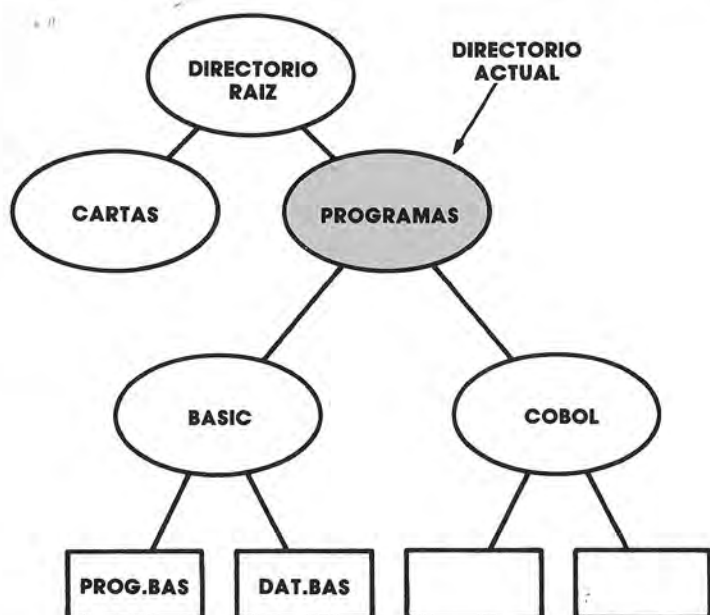 DIRECTORIO
RAIZ
DIRECTORIO
ACTUAL
CARTAS
PROGRAMAS
BASIC
COBOL
PROG.BAS
DAT.BAS